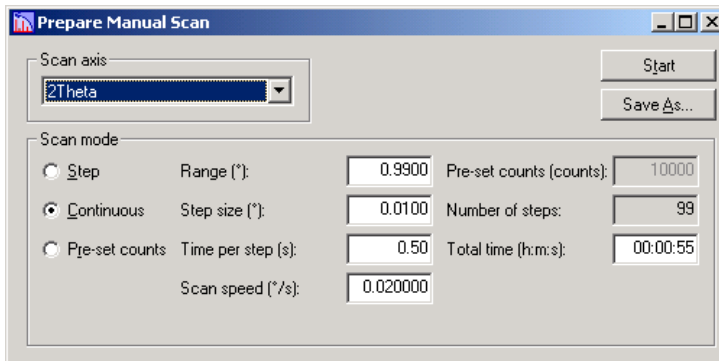 Prepare Manual Scan
Scan axis
2Theta
Start
Save As...
Scan mode
Step Range (°): 0.9900 Pre-set counts (counts): 10000
Continuous Step size (°): 0.0100 Number of steps: 99
Pre-set counts Time per step (s): 0.50 Total time (h:m:s): 00:00:55
Scan speed (°/s): 0.020000